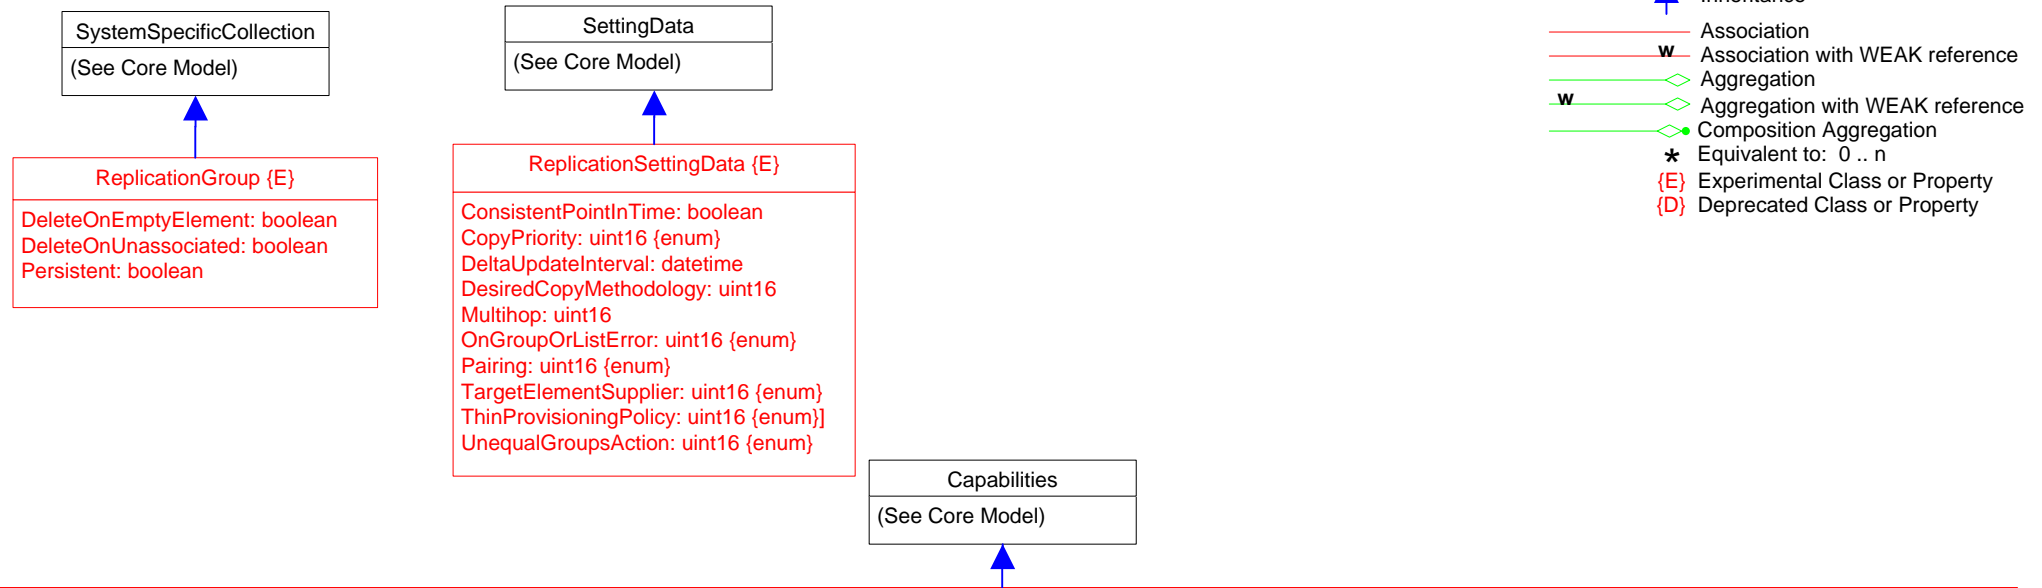 SystemSpecificCollection
(See Core Model)
ReplicationGroup {E}
DeleteOnEmptyElement: boolean
DeleteOnUnassociated: boolean
Persistent: boolean
SettingData
(See Core Model)
ReplicationSettingData {E}
ConsistentPointInTime: boolean
CopyPriority: uint16 {enum}
DeltaUpdateInterval: datetime
DesiredCopyMethodology: uint16
Multihop: uint16
OnGroupOrListError: uint16 {enum}
Pairing: uint16 {enum}
TargetElementSupplier: uint16 {enum}
ThinProvisioningPolicy: uint16 {enum}]
UnequalGroupsAction: uint16 {enum}
Capabilities
(See Core Model)
Inheritance
Association
w Association with WEAK reference
Aggregation
w Aggregation with WEAK reference
Composition Aggregation
* Equivalent to: 0 .. n
{E} Experimental Class or Property
{D} Deprecated Class or Property